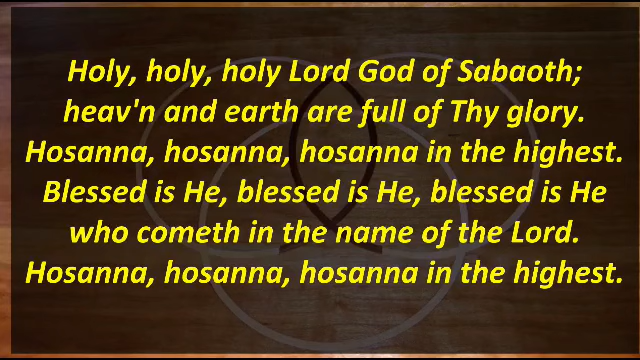 Holy, holy, holy Lord God of Sabaoth;
heav'n and earth are full of Thy glory.
Hosanna, hosanna, hosanna in the highest.
Blessed is He, blessed is He, blessed is He
who cometh in the name of the Lord.
Hosanna, hosanna, hosanna in the highest.